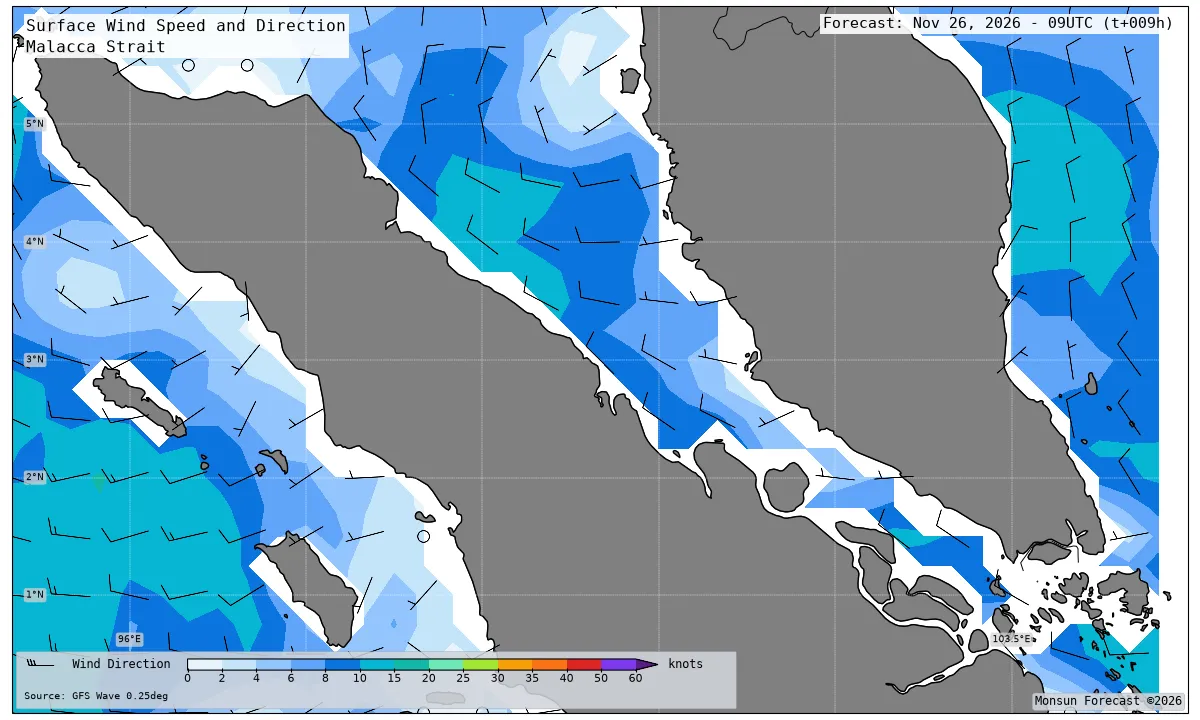 Surface Wind Speed and Direction
Malacca Strait
Forecast: Nov 26, 2026 - 09UTC (t+009h)
5°N
4°N
3°N
2°N
1°N
96°E
103.5°E
Wind Direction
knots
0 2 4 6 8 10 15 20 25 30 35 40 50 60
Source: GFS Wave 0.25deg
Monsun Forecast ©2026